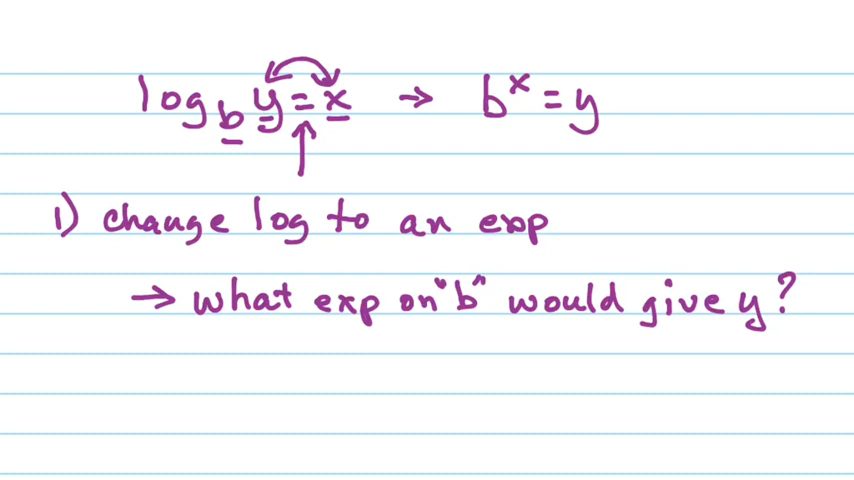 log_b y = x → b^x = y
1) change log to an exp
→ what exp on "b" would give y?